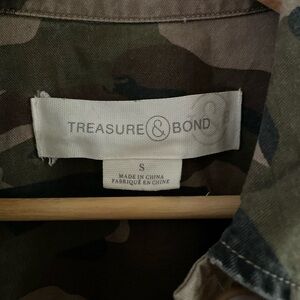 TREASURE & BOND
S
MADE IN CHINA
FABRIQUÉ EN CHINE